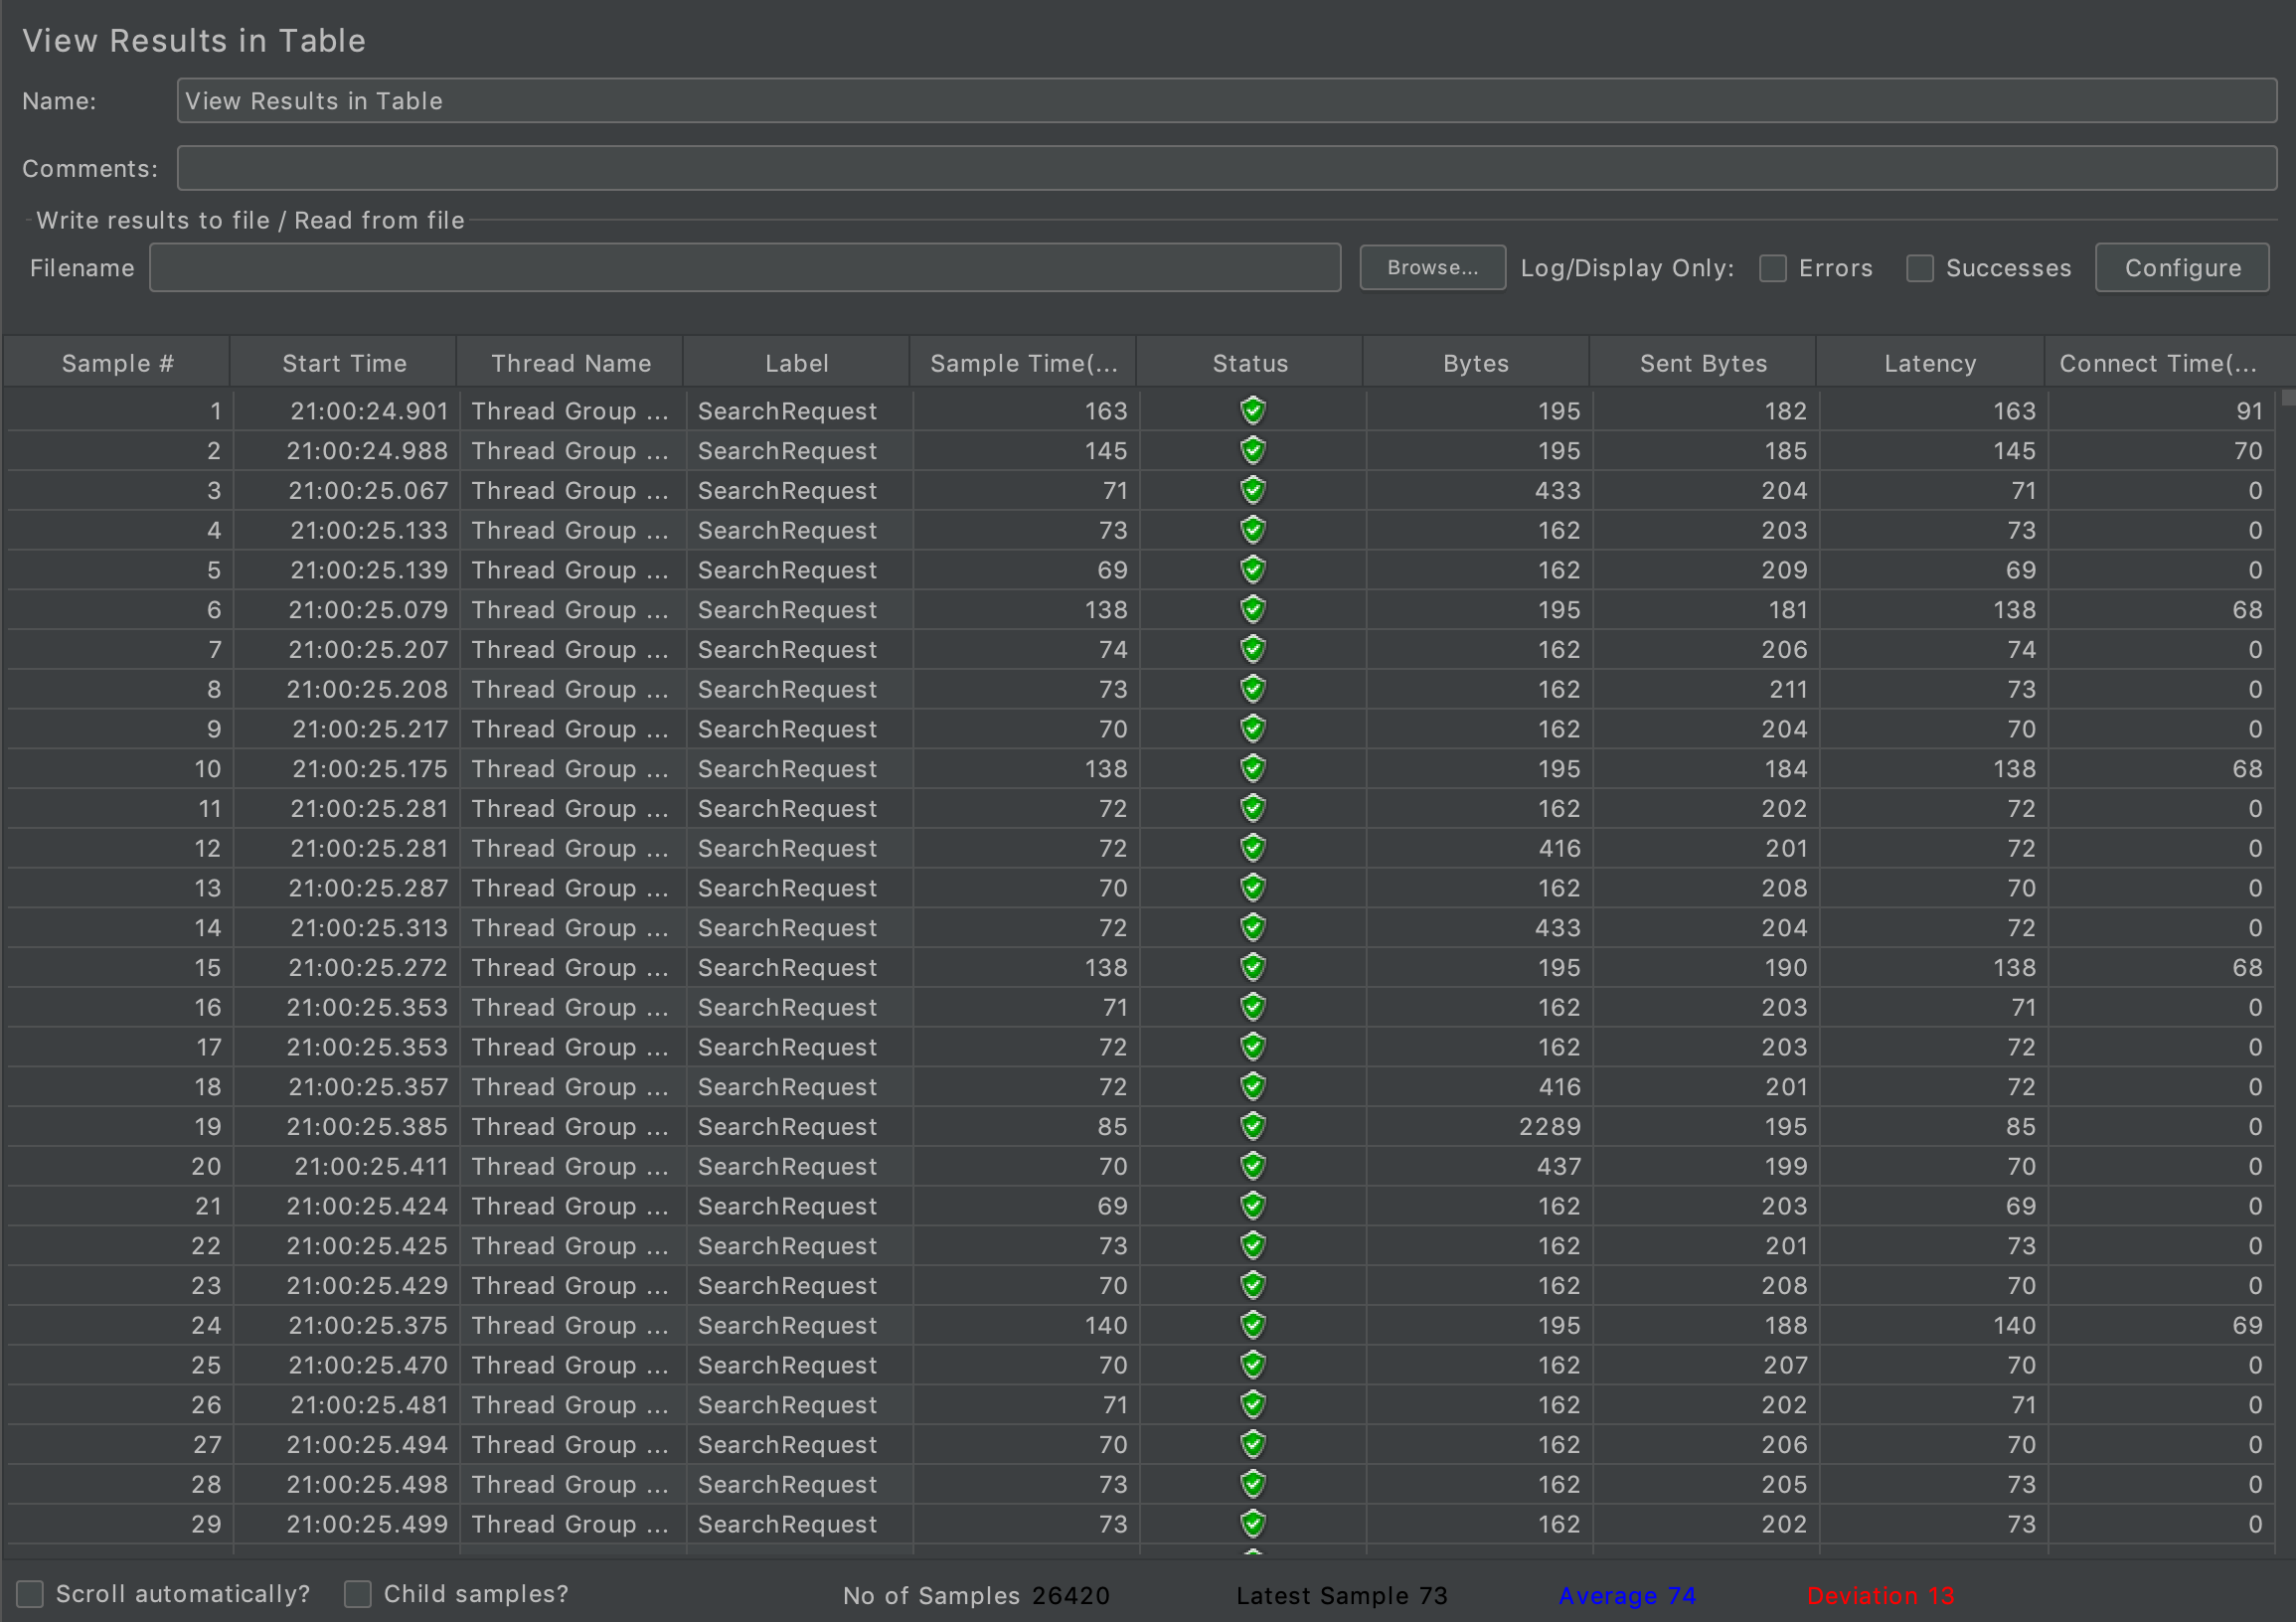 View Results in Table
Name: View Results in Table
Comments:
Write results to file / Read from file
Filename Browse... Log/Display Only: Errors Successes Configure
Sample # Start Time Thread Name Label Sample Time(... Status Bytes Sent Bytes Latency Connect Time(...
1 21:00:24.901 Thread Group ... SearchRequest 163 195 182 163 91
2 21:00:24.988 Thread Group ... SearchRequest 145 195 185 145 70
3 21:00:25.067 Thread Group ... SearchRequest 71 433 204 71 0
4 21:00:25.133 Thread Group ... SearchRequest 73 162 203 73 0
5 21:00:25.139 Thread Group ... SearchRequest 69 162 209 69 0
6 21:00:25.079 Thread Group ... SearchRequest 138 195 181 138 68
7 21:00:25.207 Thread Group ... SearchRequest 74 162 206 74 0
8 21:00:25.208 Thread Group ... SearchRequest 73 162 211 73 0
9 21:00:25.217 Thread Group ... SearchRequest 70 162 204 70 0
10 21:00:25.175 Thread Group ... SearchRequest 138 195 184 138 68
11 21:00:25.281 Thread Group ... SearchRequest 72 162 202 72 0
12 21:00:25.281 Thread Group ... SearchRequest 72 416 201 72 0
13 21:00:25.287 Thread Group ... SearchRequest 70 162 208 70 0
14 21:00:25.313 Thread Group ... SearchRequest 72 433 204 72 0
15 21:00:25.272 Thread Group ... SearchRequest 138 195 190 138 68
16 21:00:25.353 Thread Group ... SearchRequest 71 162 203 71 0
17 21:00:25.353 Thread Group ... SearchRequest 72 162 203 72 0
18 21:00:25.357 Thread Group ... SearchRequest 72 416 201 72 0
19 21:00:25.385 Thread Group ... SearchRequest 85 2289 195 85 0
20 21:00:25.411 Thread Group ... SearchRequest 70 437 199 70 0
21 21:00:25.424 Thread Group ... SearchRequest 69 162 203 69 0
22 21:00:25.425 Thread Group ... SearchRequest 73 162 201 73 0
23 21:00:25.429 Thread Group ... SearchRequest 70 162 208 70 0
24 21:00:25.375 Thread Group ... SearchRequest 140 195 188 140 69
25 21:00:25.470 Thread Group ... SearchRequest 70 162 207 70 0
26 21:00:25.481 Thread Group ... SearchRequest 71 162 202 71 0
27 21:00:25.494 Thread Group ... SearchRequest 70 162 206 70 0
28 21:00:25.498 Thread Group ... SearchRequest 73 162 205 73 0
29 21:00:25.499 Thread Group ... SearchRequest 73 162 202 73 0
Scroll automatically? Child samples? No of Samples 26420 Latest Sample 73 Average 74 Deviation 13